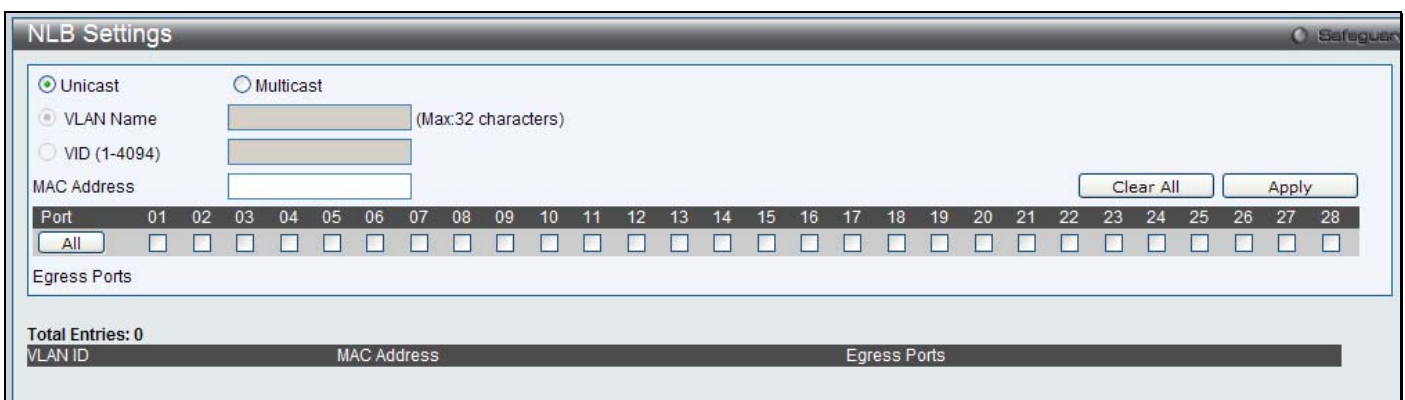 NLB Settings
Safeguar
Unicast Multicast
VLAN Name (Max:32 characters)
VID (1-4094)
MAC Address Clear All Apply
Port 01 02 03 04 05 06 07 08 09 10 11 12 13 14 15 16 17 18 19 20 21 22 23 24 25 26 27 28
All
Egress Ports
Total Entries: 0
VLAN ID MAC Address Egress Ports